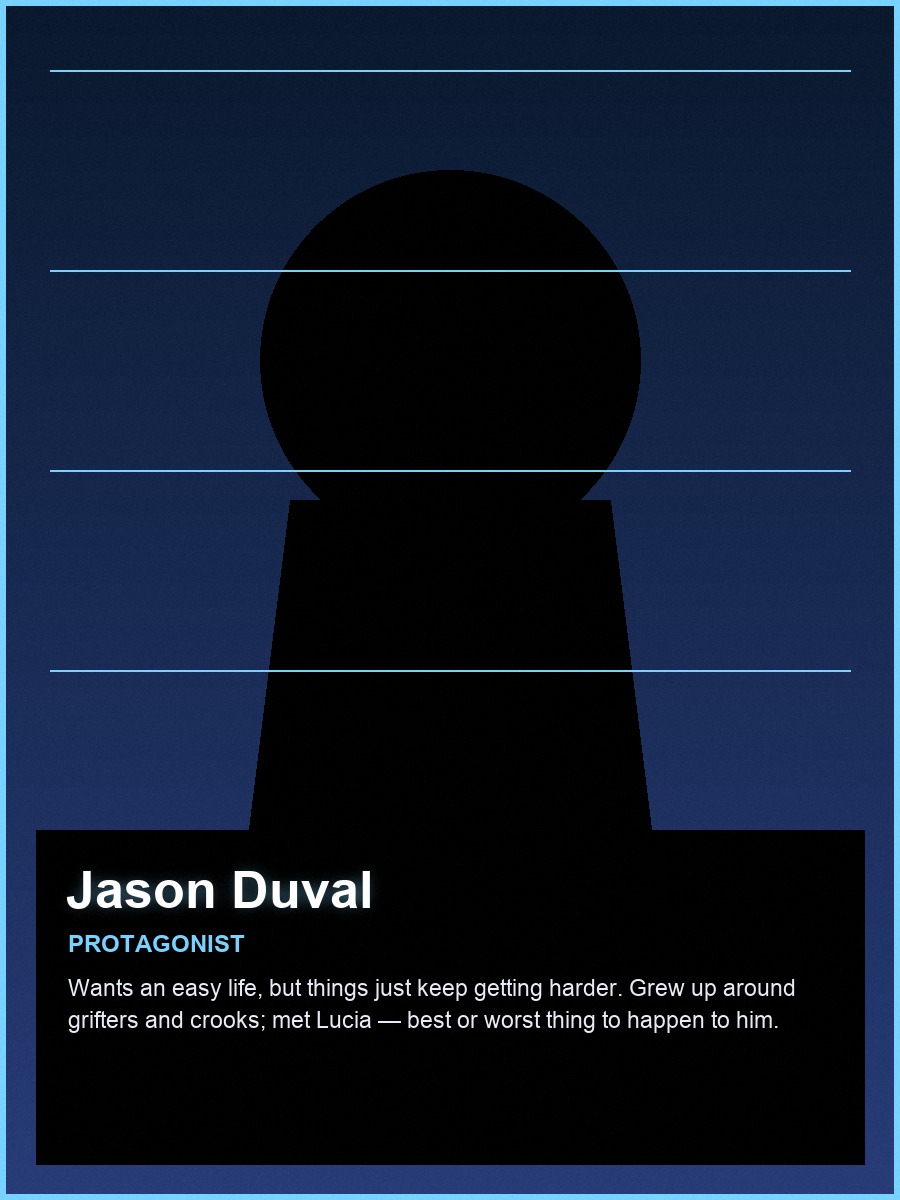 Jason Duval
PROTAGONIST
Wants an easy life, but things just keep getting harder. Grew up around
grifters and crooks; met Lucia — best or worst thing to happen to him.